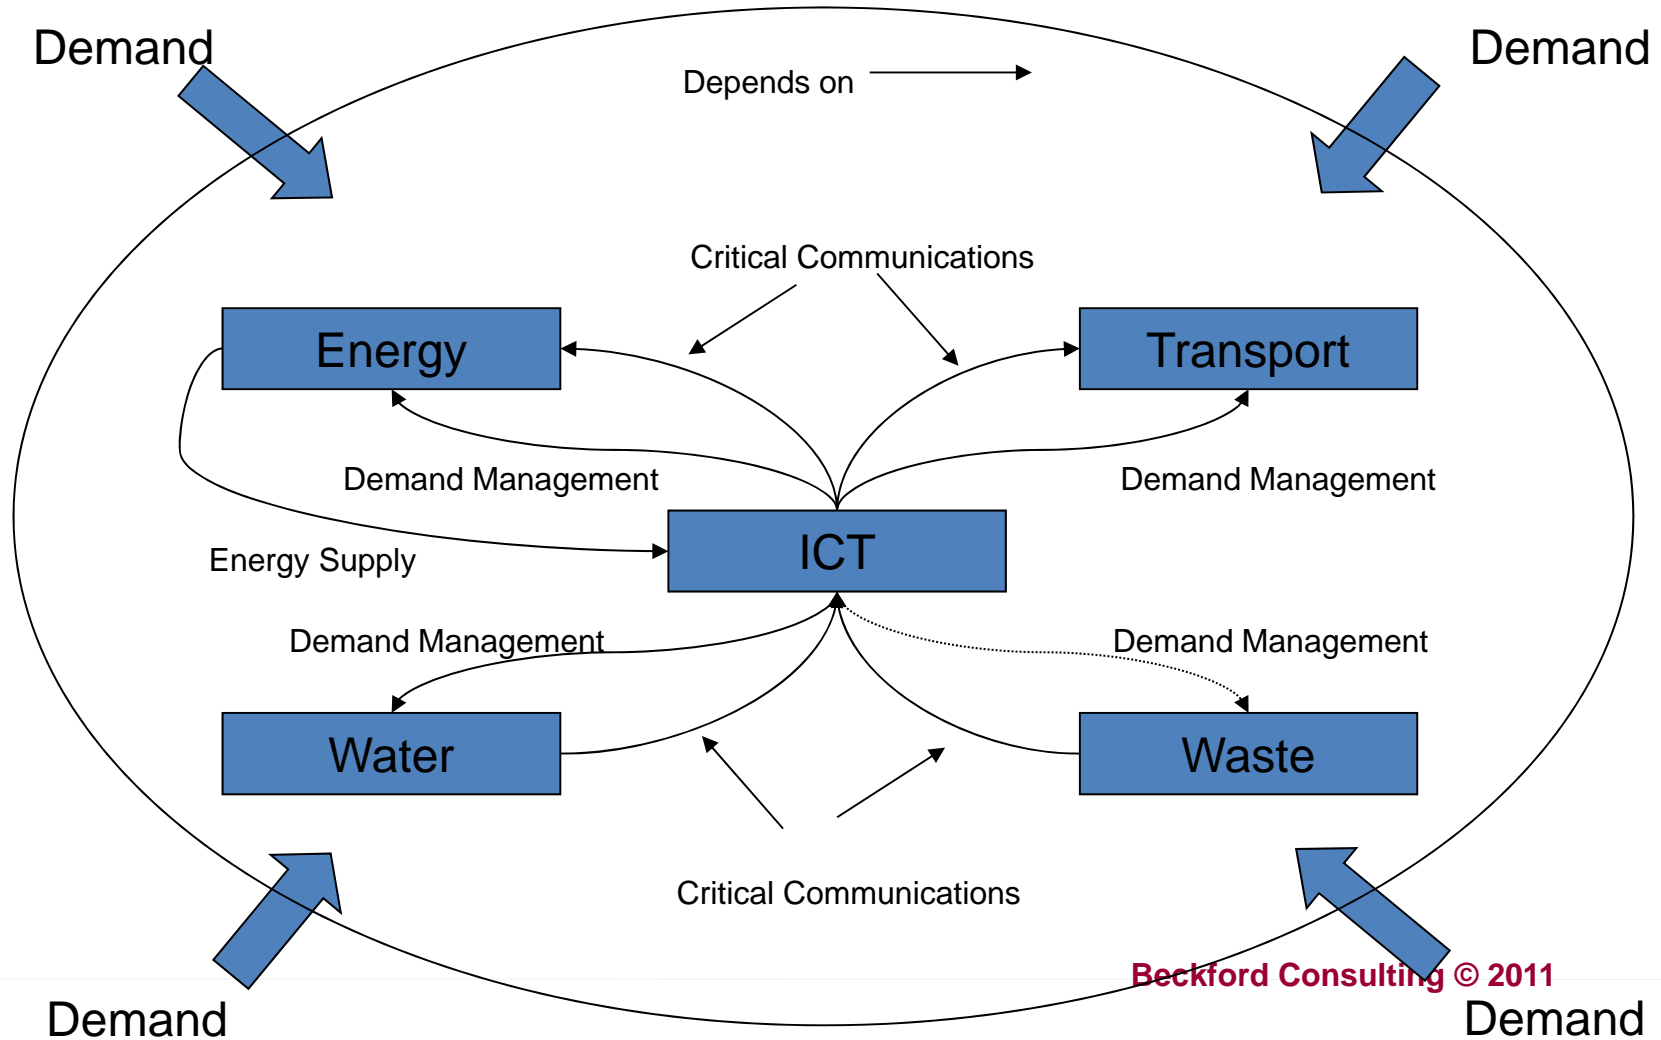 Demand
Demand
Depends on
Critical Communications
Energy
Transport
Demand Management
Demand Management
ICT
Energy Supply
Demand Management
Demand Management
Water
Waste
Critical Communications
Beckford Consulting © 2011
Demand
Demand